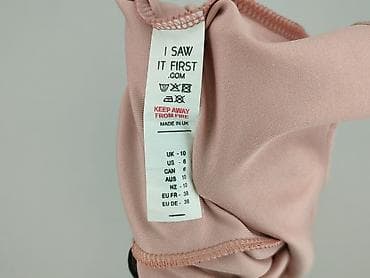 I SAW
IT FIRST
.COM
KEEP AWAY
FROM FIRE
MADE IN UK
UK - 10
US - 6
CAN - 6
AUS - 10
NZ - 10
EU FR - 38
EU DE - 36